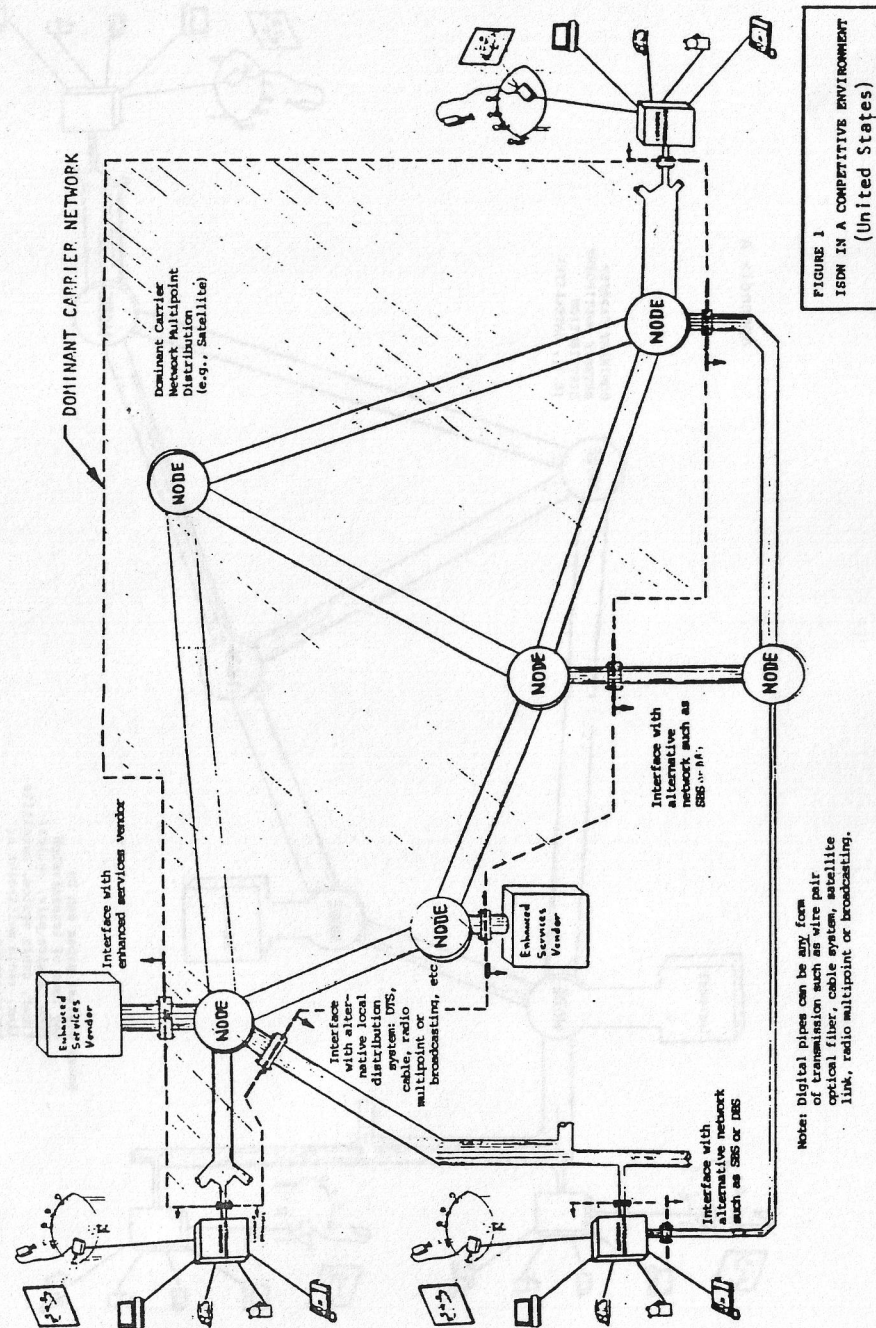 DOMINANT CARRIER NETWORK
Dominant Carrier
Network Multipoint
Distribution
(e.g., Satellite)
NODE
Interface with
enhanced services vendor
Enhanced
Services
Vendor
NODE
NODE
NODE
NODE
Enhanced
Services
Vendor
Interface
with alter-
native local
distribution
system: DTS,
cable, radio
multipoint or
broadcasting, etc
Interface with
alternative
network such as
SBS or
NODE
Interface with
alternative network
such as SBS or DBS
Note: Digital pipes can be any form
of transmission such as wire pair
optical fiber, cable system, satellite
link, radio multipoint or broadcasting.
FIGURE 1
ISDN IN A COMPETITIVE ENVIRONMENT
(United States)